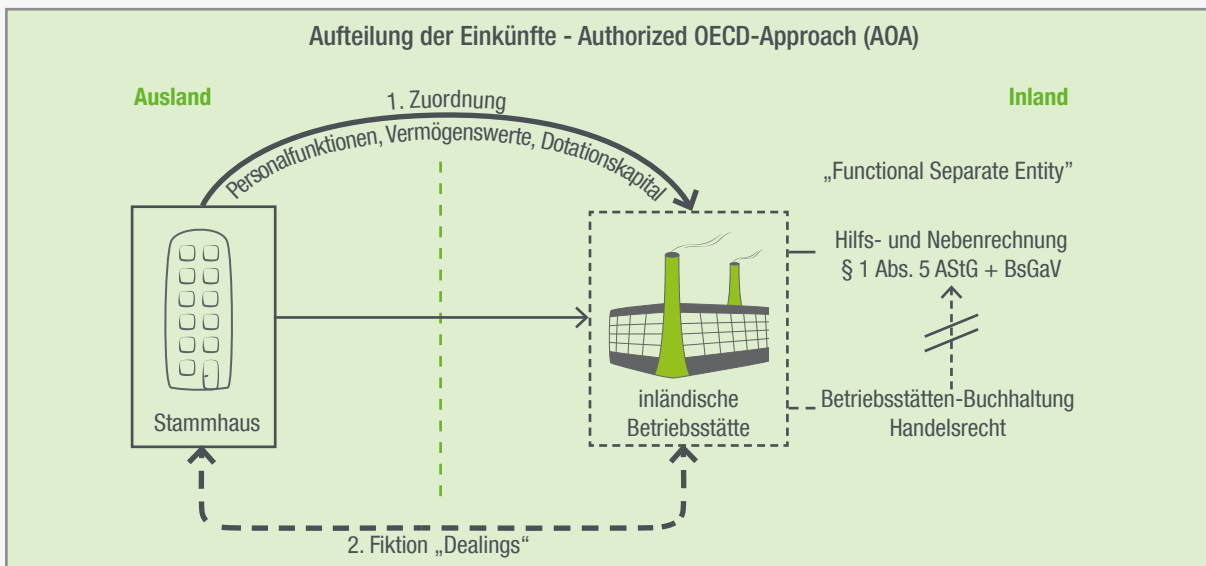 Aufteilung der Einkünfte - Authorized OECD-Approach (AOA)
Ausland
Inland
1. Zuordnung
Personalfunktionen, Vermögenswerte, Dotationskapital
„Functional Separate Entity”
Hilfs- und Nebenrechnung
§ 1 Abs. 5 AStG + BsGaV
Stammhaus
inländische
Betriebsstätte
Betriebsstätten-Buchhaltung
Handelsrecht
2. Fiktion „Dealings“